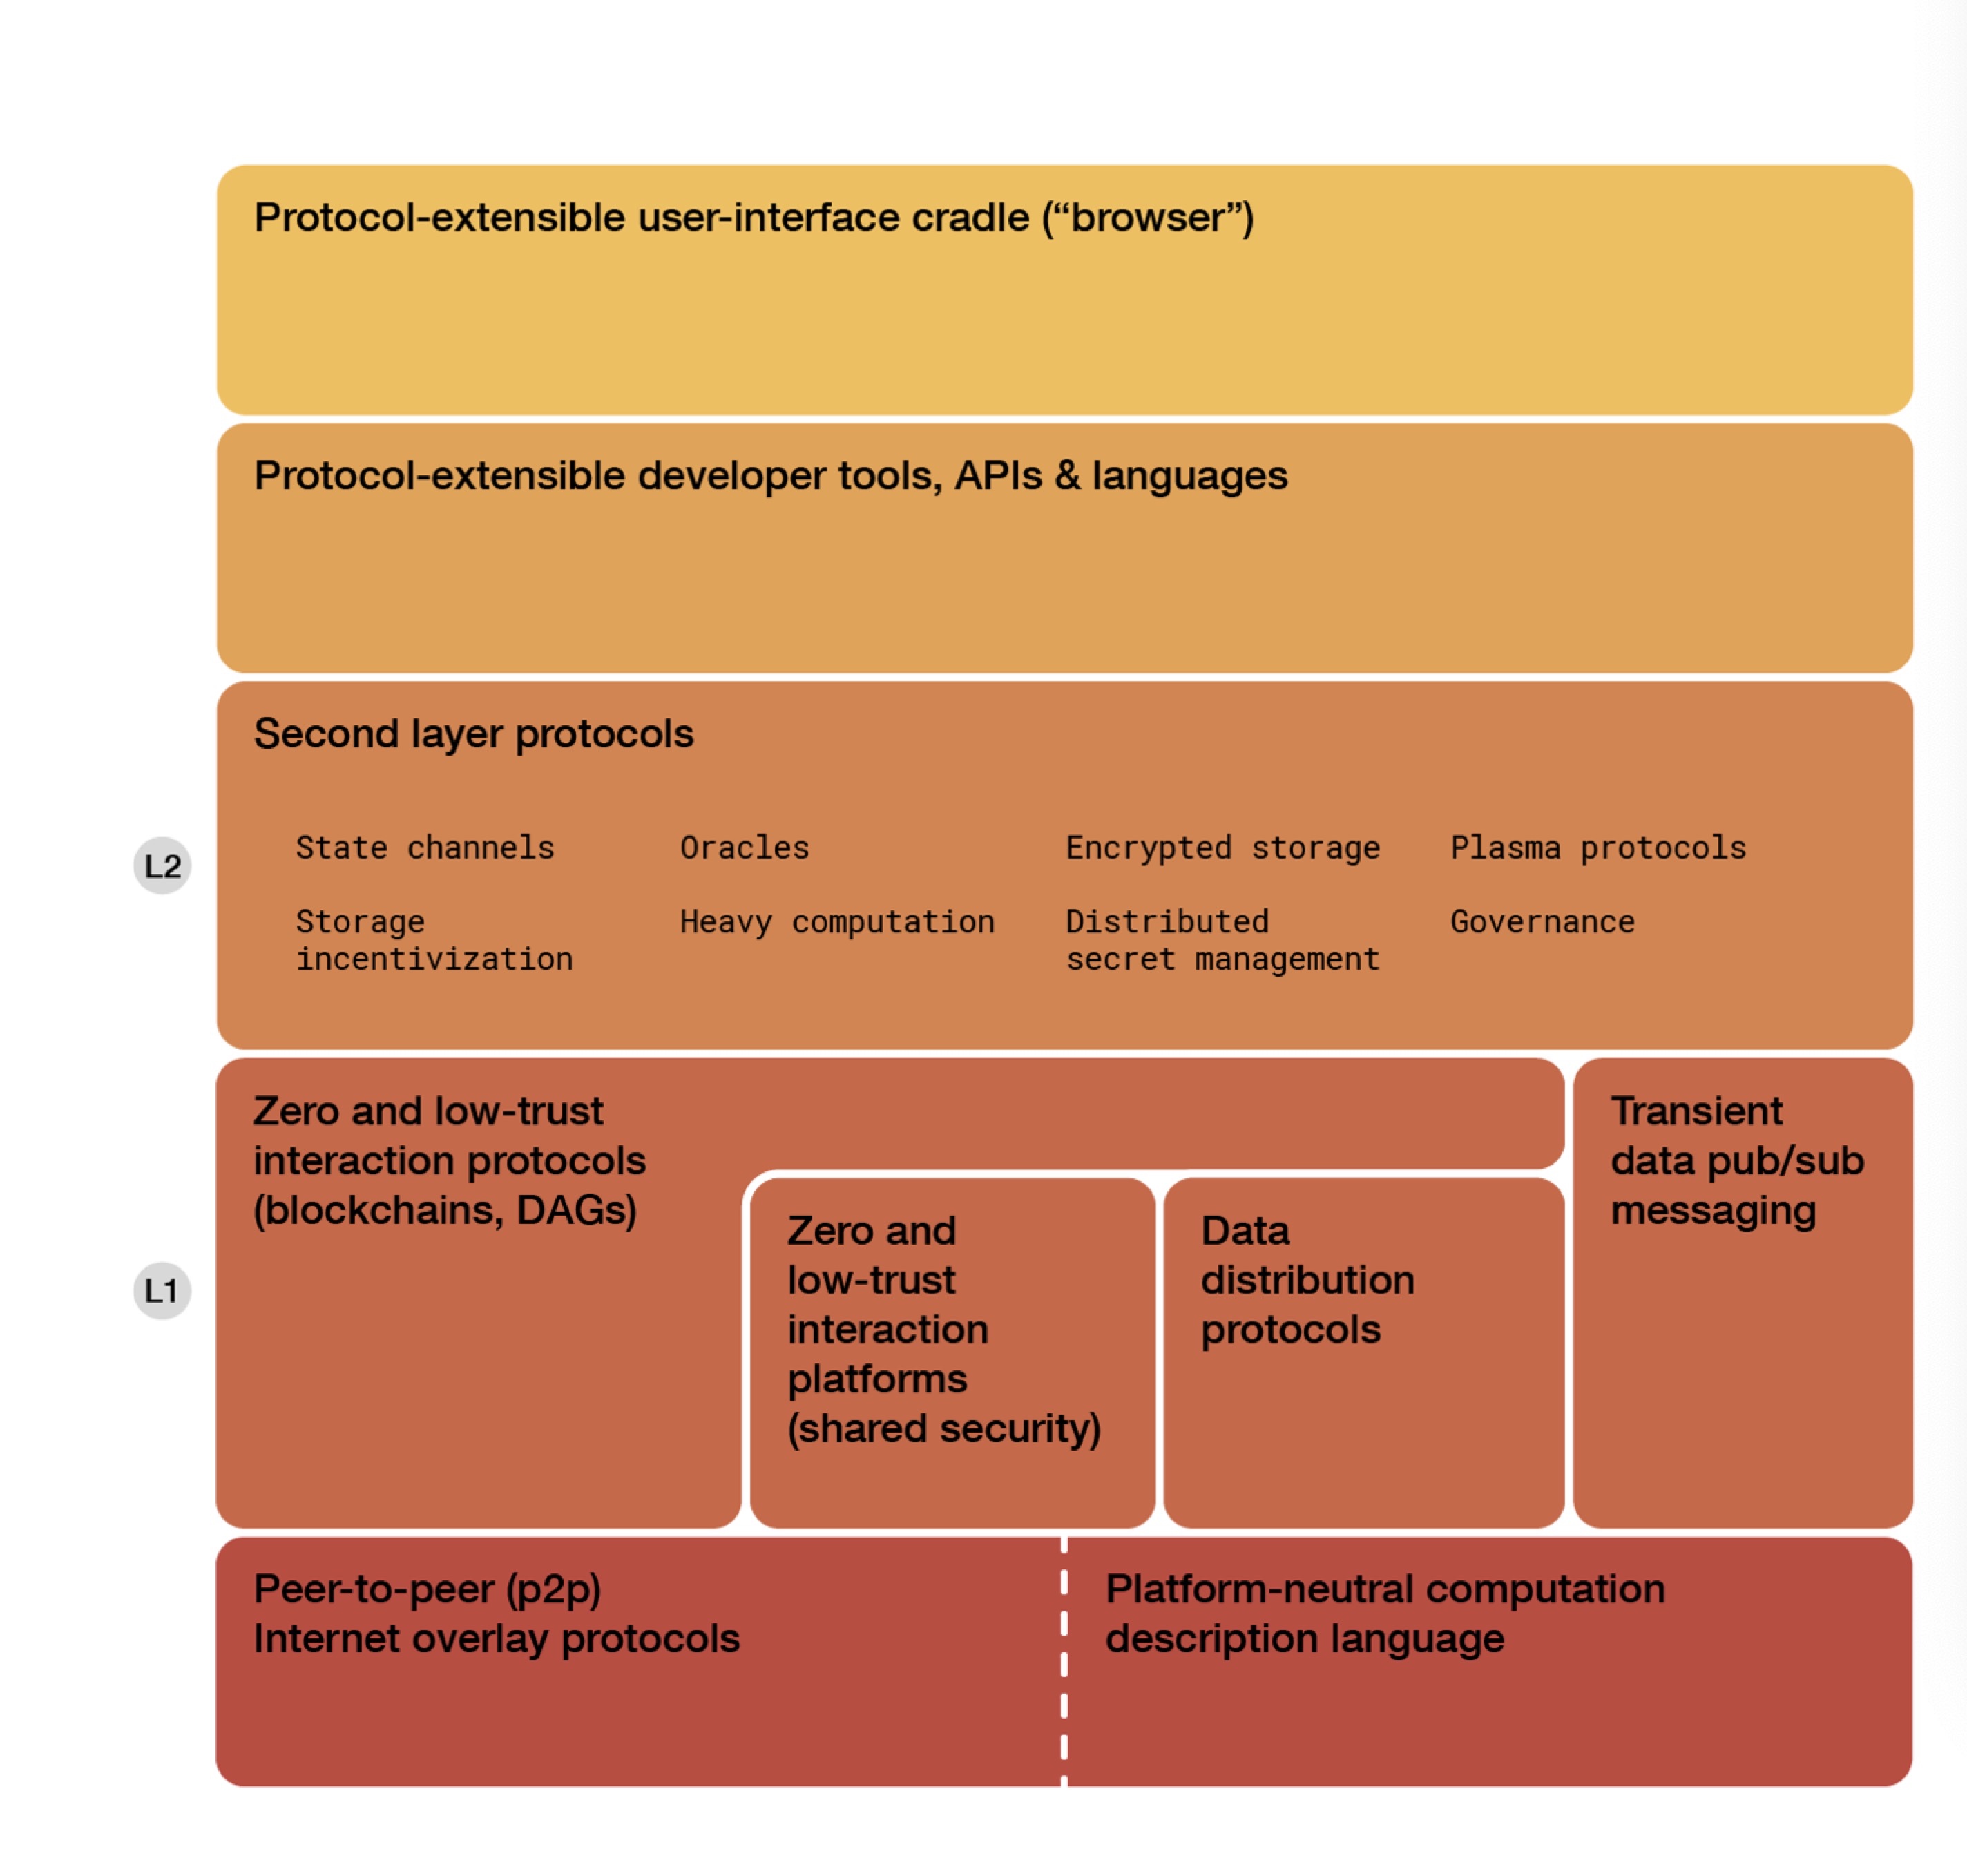 Protocol-extensible user-interface cradle (“browser”)
Protocol-extensible developer tools, APIs & languages
Second layer protocols
State channels
Oracles
Encrypted storage
Plasma protocols
Storage
incentivization
Heavy computation
Distributed
secret management
Governance
L2
Zero and low-trust
interaction protocols
(blockchains, DAGs)
Zero and
low-trust
interaction
platforms
(shared security)
Data
distribution
protocols
Transient
data pub/sub
messaging
L1
Peer-to-peer (p2p)
Internet overlay protocols
Platform-neutral computation
description language